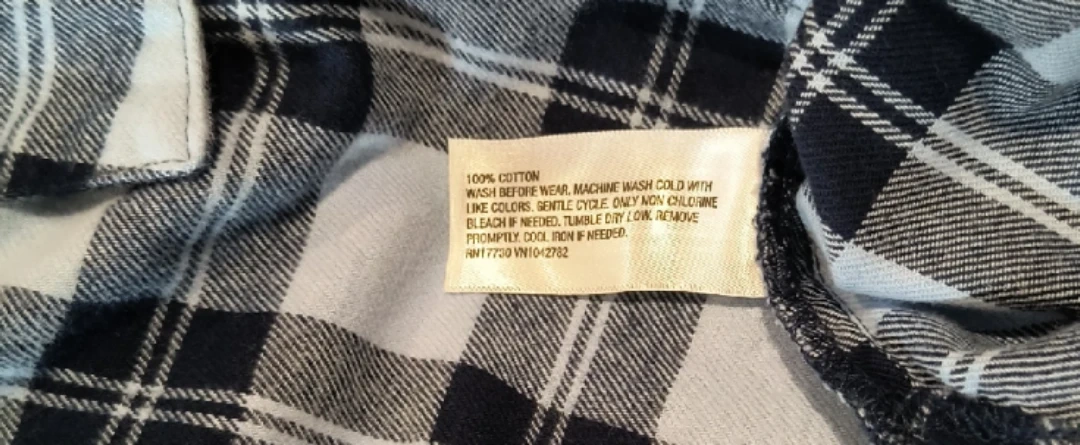 100% COTTON
WASH BEFORE WEAR. MACHINE WASH COLD WITH
LIKE COLORS. GENTLE CYCLE. ONLY NON CHLORINE
BLEACH IF NEEDED. TUMBLE DRY LOW. REMOVE
PROMPTLY. COOL IRON IF NEEDED.
RN17730 VN1042782